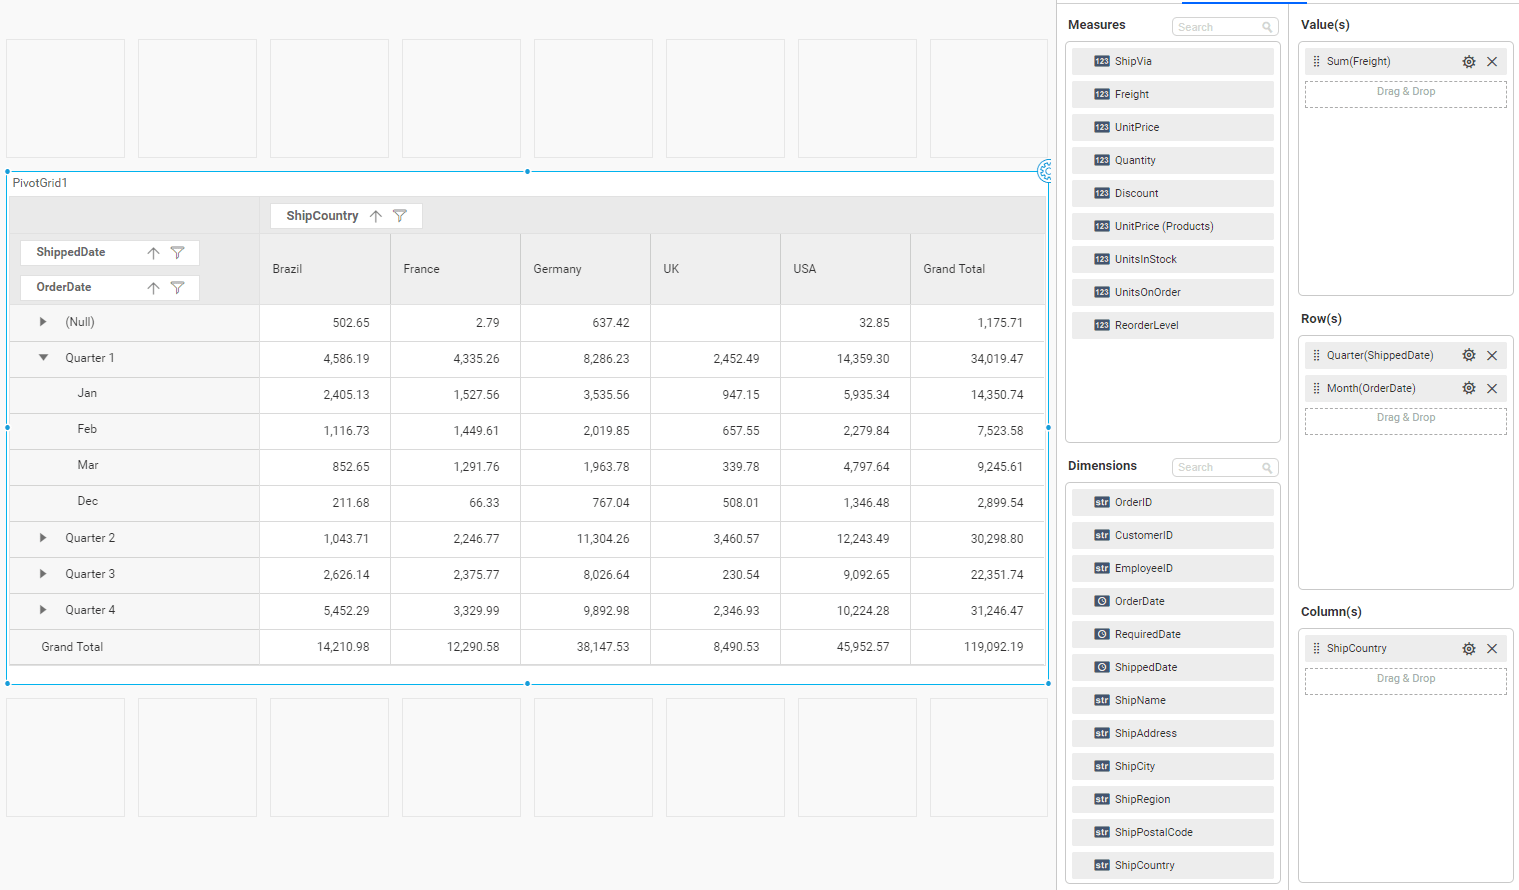 PivotGrid1
ShipCountry
ShippedDate
OrderDate
Brazil France Germany UK USA Grand Total
(Null) 502.65 2.79 637.42 32.85 1,175.71
Quarter 1 4,586.19 4,335.26 8,286.23 2,452.49 14,359.30 34,019.47
Jan 2,405.13 1,527.56 3,535.56 947.15 5,935.34 14,350.74
Feb 1,116.73 1,449.61 2,019.85 657.55 2,279.84 7,523.58
Mar 852.65 1,291.76 1,963.78 339.78 4,797.64 9,245.61
Dec 211.68 66.33 767.04 508.01 1,346.48 2,899.54
Quarter 2 1,043.71 2,246.77 11,304.26 3,460.57 12,243.49 30,298.80
Quarter 3 2,626.14 2,375.77 8,026.64 230.54 9,092.65 22,351.74
Quarter 4 5,452.29 3,329.99 9,892.98 2,346.93 10,224.28 31,246.47
Grand Total 14,210.98 12,290.58 38,147.53 8,490.53 45,952.57 119,092.19
Measures Search
123 ShipVia
123 Freight
123 UnitPrice
123 Quantity
123 Discount
123 UnitPrice (Products)
123 UnitsInStock
123 UnitsOnOrder
123 ReorderLevel
Dimensions Search
str OrderID
str CustomerID
str EmployeeID
OrderDate
RequiredDate
ShippedDate
str ShipName
str ShipAddress
str ShipCity
str ShipRegion
str ShipPostalCode
str ShipCountry
Value(s)
Sum(Freight)
Drag & Drop
Row(s)
Quarter(ShippedDate)
Month(OrderDate)
Drag & Drop
Column(s)
ShipCountry
Drag & Drop